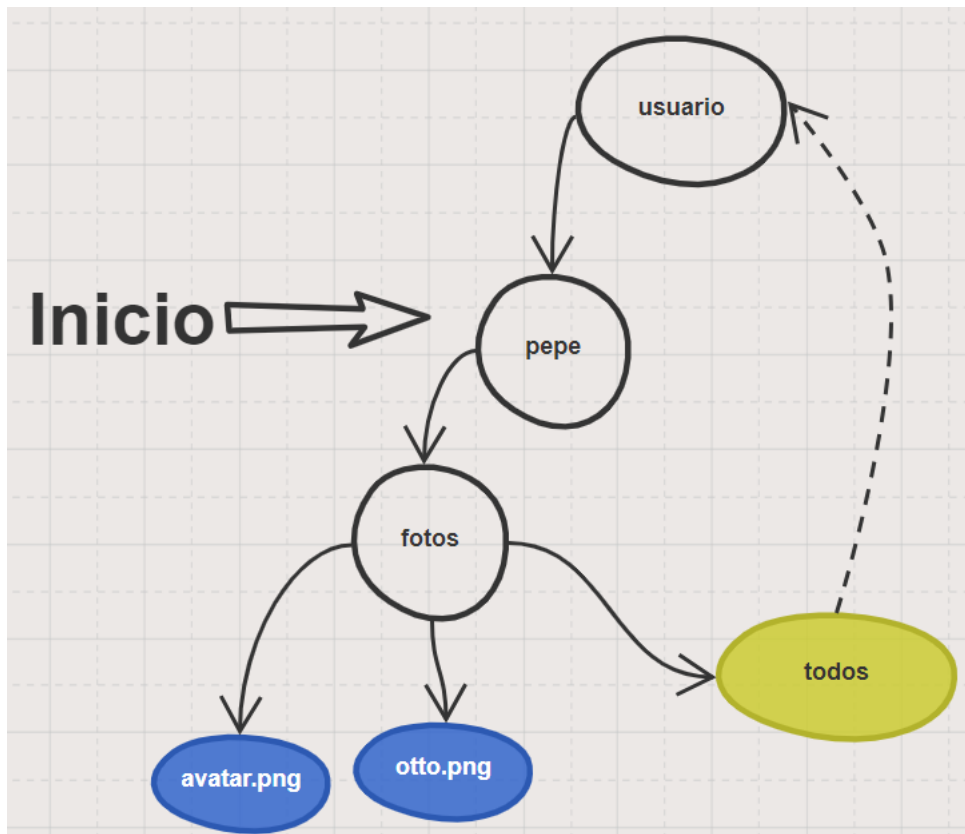 usuario
Inicio
pepe
fotos
todos
avatar.png
otto.png